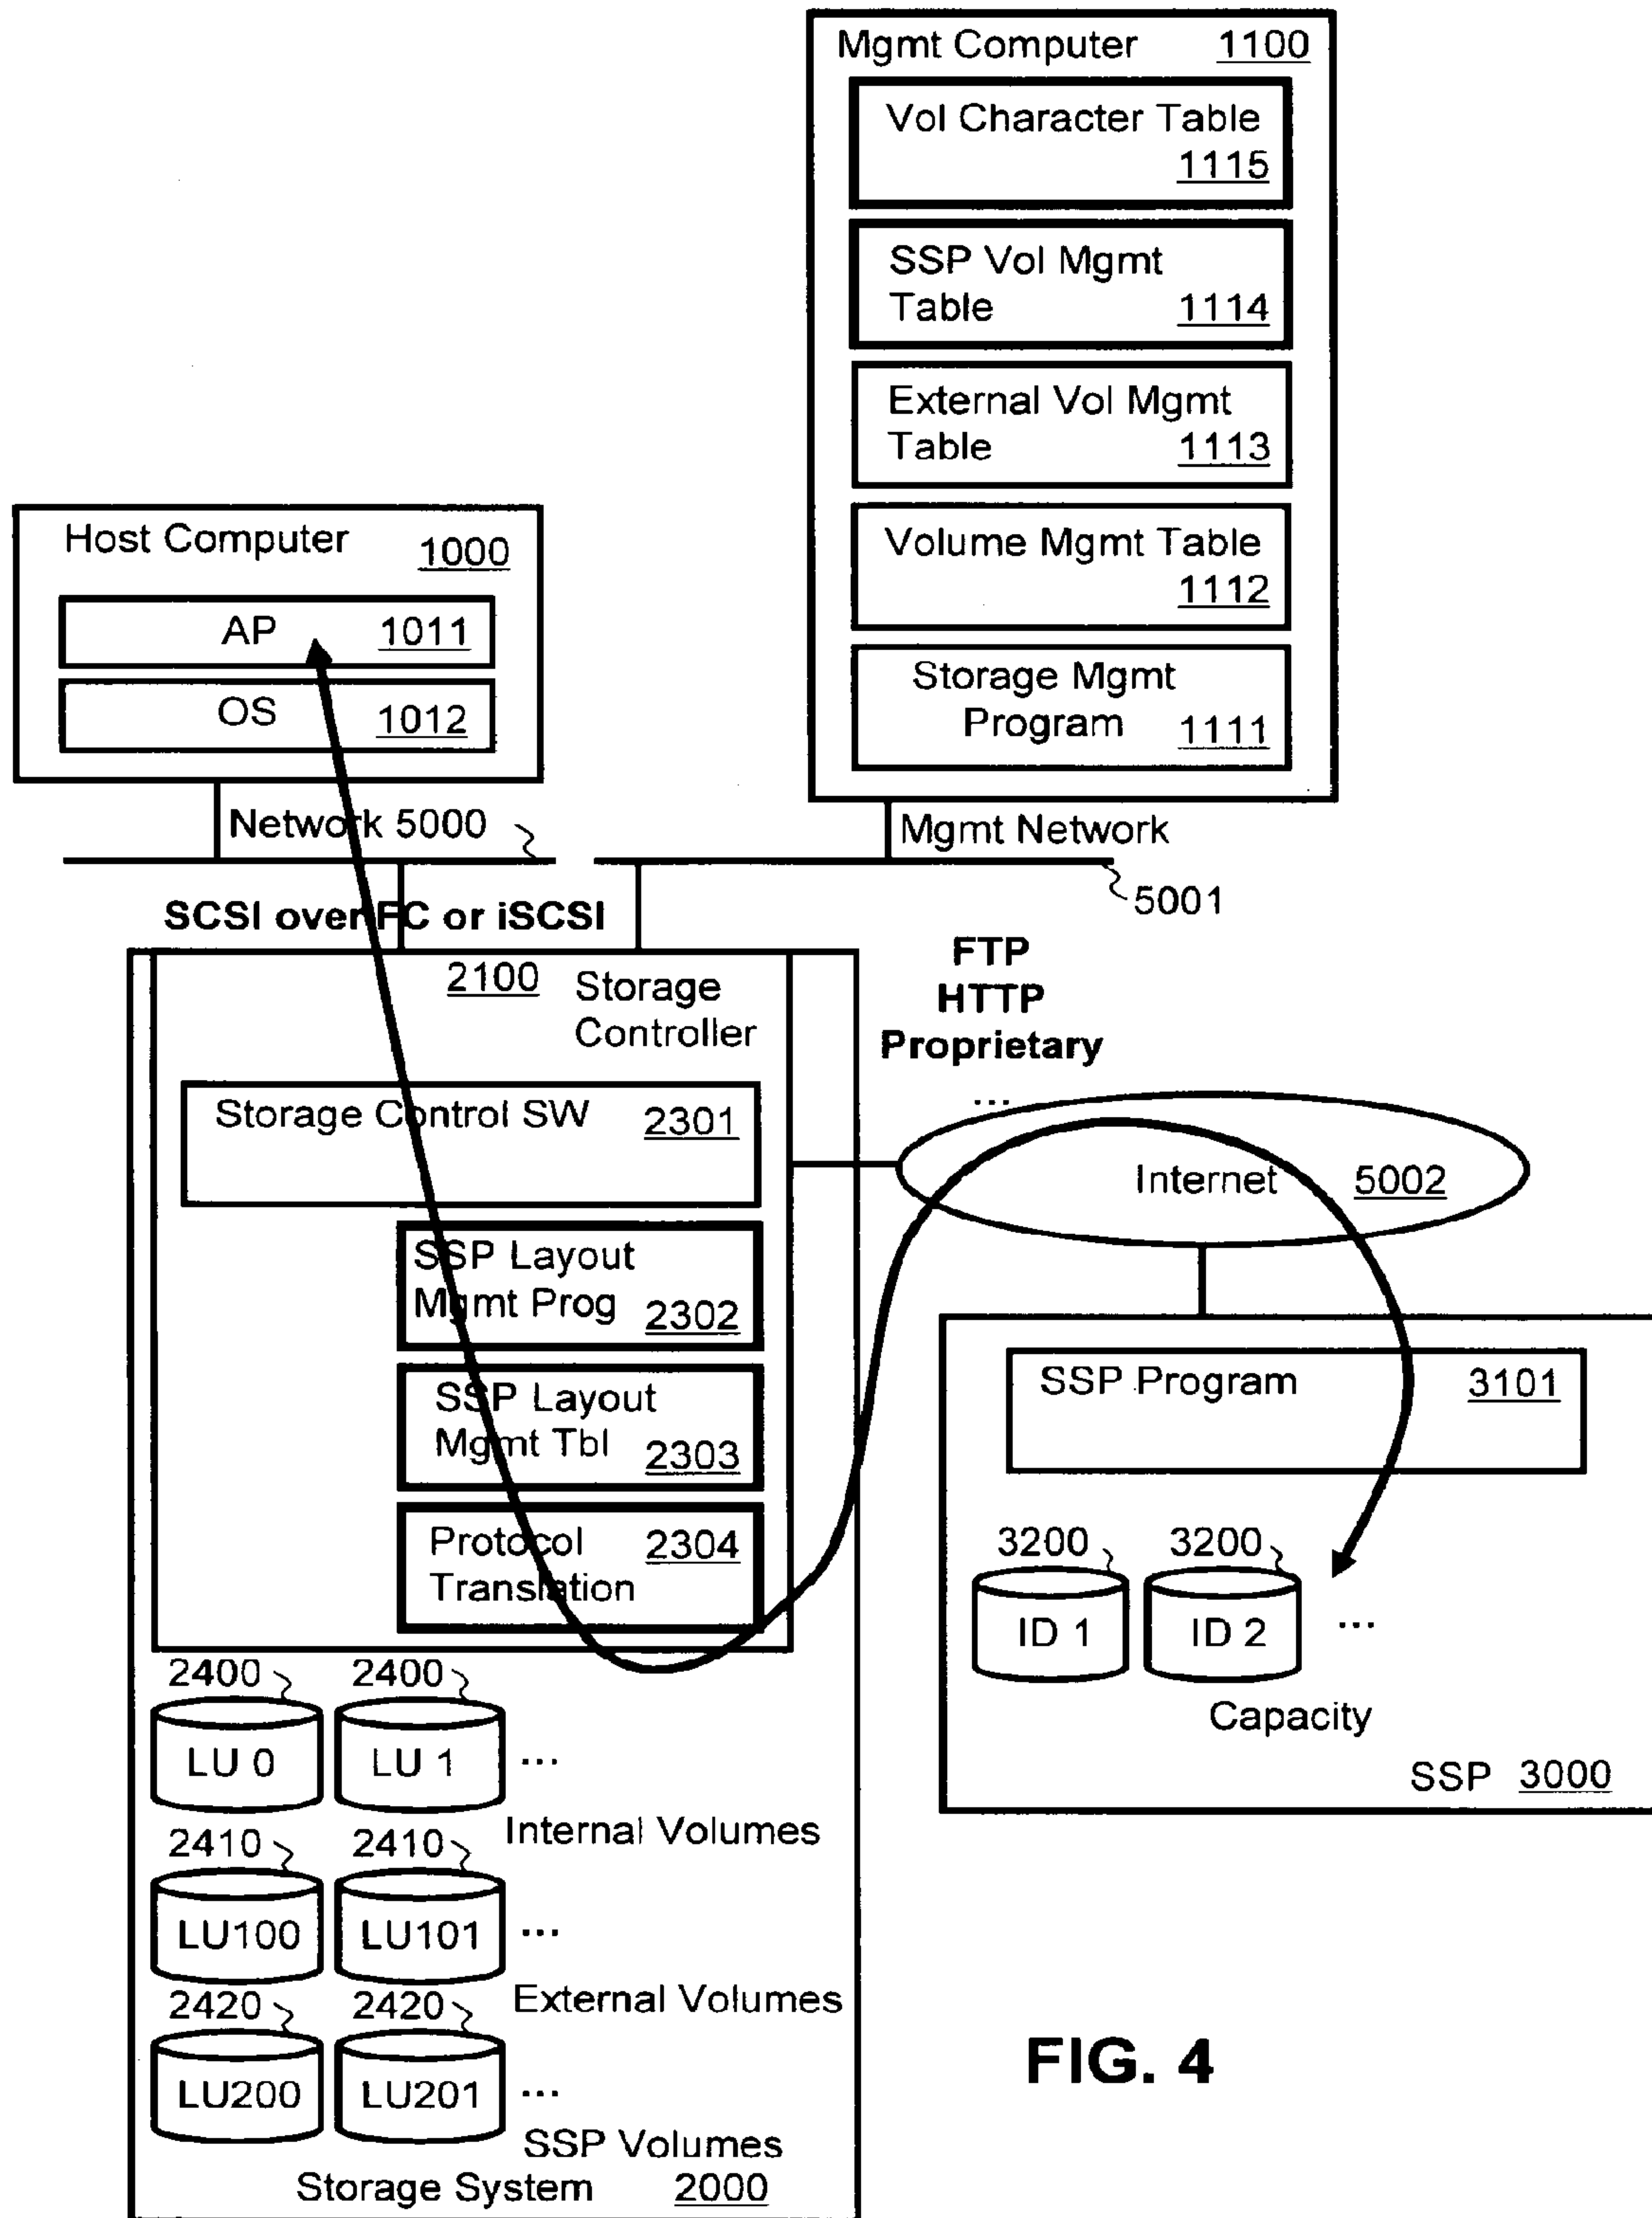 Mgmt Computer 1100
Vol Character Table
1115
SSP Vol Mgmt
Table 1114
External Vol Mgmt
Table 1113
Volume Mgmt Table
1112
Storage Mgmt
Program 1111
Host Computer 1000
AP 1011
OS 1012
Network 5000
Mgmt Network
5001
SCSI over FC or iSCSI
FTP
HTTP
Proprietary
...
2100 Storage
Controller
Storage Control SW 2301
SSP Layout
Mgmt Prog 2302
SSP Layout
Mgmt Tbl 2303
Protocol 2304
Translation
Internet 5002
SSP Program 3101
3200 3200
ID 1 ID 2 ...
Capacity
SSP 3000
2400 2400
LU 0 LU 1 ...
Internal Volumes
2410 2410
LU100 LU101 ...
External Volumes
2420 2420
LU200 LU201 ...
SSP Volumes
Storage System 2000
FIG. 4